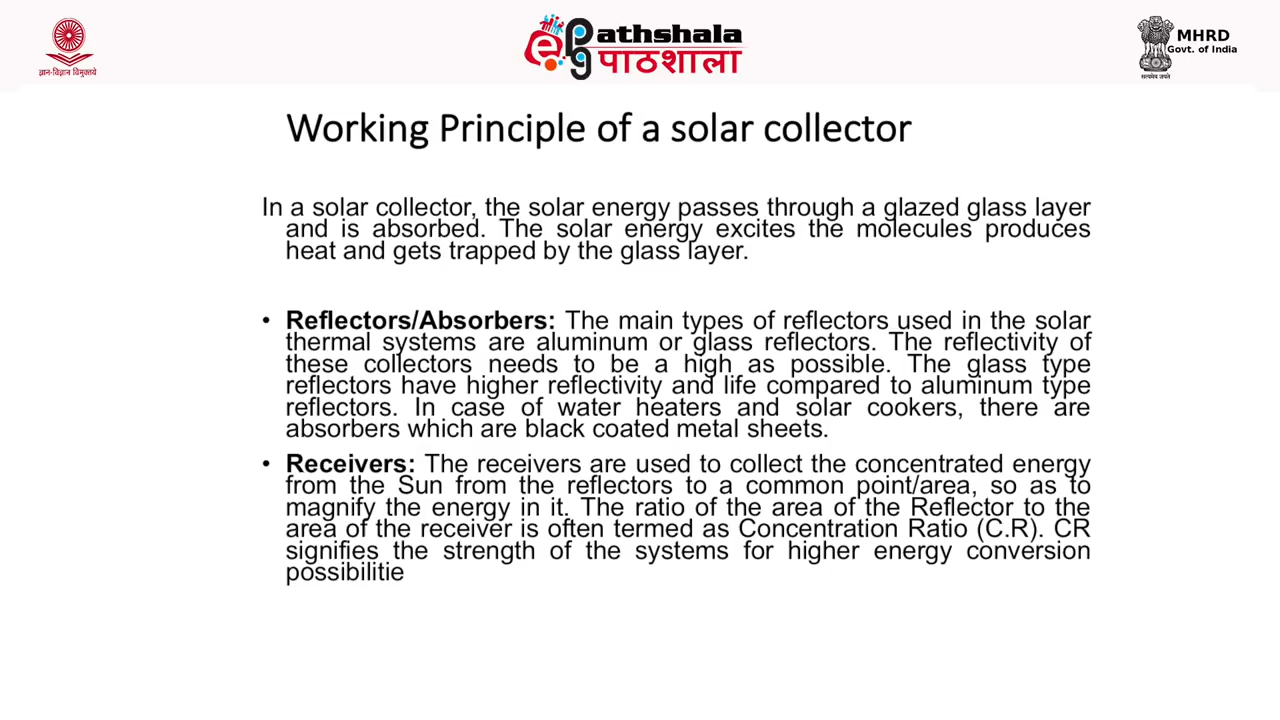 ज्ञान-विज्ञान विमुक्तये
e
pg
athshala
पाठशाला
MHRD
Govt. of India
सत्यमेव जयते
Working Principle of a solar collector
In a solar collector, the solar energy passes through a glazed glass layer
and is absorbed. The solar energy excites the molecules produces
heat and gets trapped by the glass layer.
• Reflectors/Absorbers: The main types of reflectors used in the solar
thermal systems are aluminum or glass reflectors. The reflectivity of
these collectors needs to be a high as possible. The glass type
reflectors have higher reflectivity and life compared to aluminum type
reflectors. In case of water heaters and solar cookers, there are
absorbers which are black coated metal sheets.
• Receivers: The receivers are used to collect the concentrated energy
from the Sun from the reflectors to a common point/area, so as to
magnify the energy in it. The ratio of the area of the Reflector to the
area of the receiver is often termed as Concentration Ratio (C.R). CR
signifies the strength of the systems for higher energy conversion
possibilitie